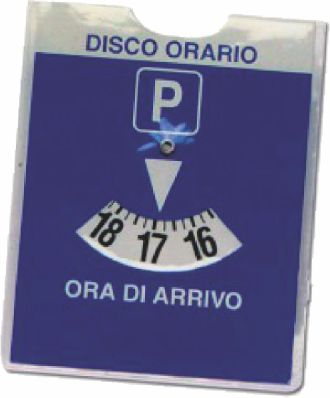 DISCO ORARIO
P
18 17 16
ORA DI ARRIVO